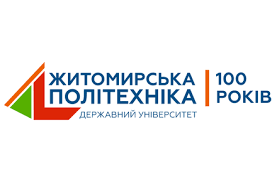 ЖИТОМИРСЬКА
ПОЛІТЕХНІКА
ДЕРЖАВНИЙ УНІВЕРСИТЕТ
100
РОКІВ